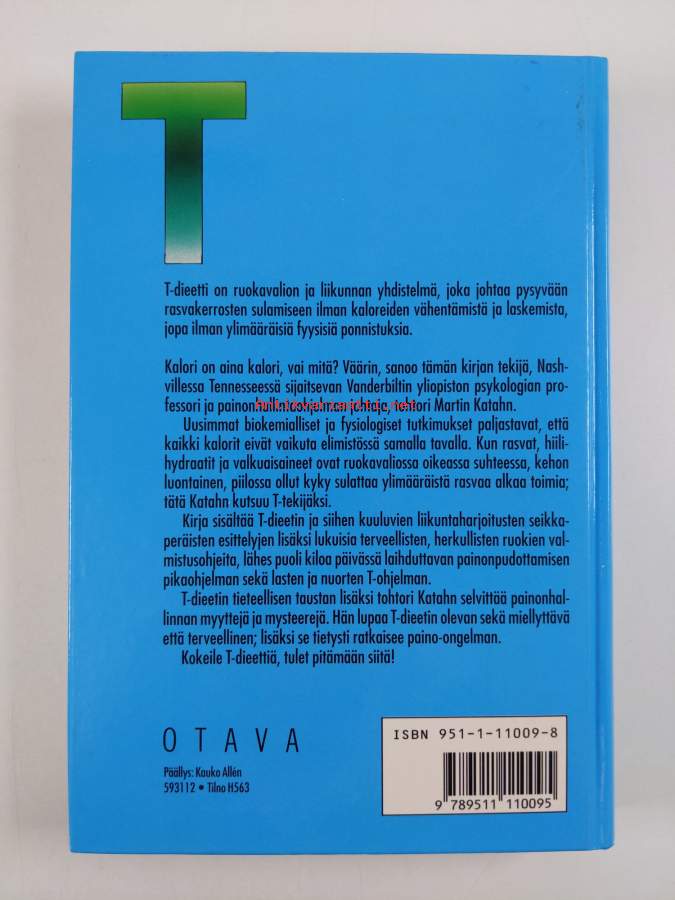 T
T-dieetti on ruokavalion ja liikunnan yhdistelmä, joka johtaa pysyvään
rasvakerrosten sulamiseen ilman kaloreiden vähentämistä ja laskemista,
jopa ilman ylimääräisiä fyysisiä ponnistuksia.
Kalori on aina kalori, vai mitä? Väärin, sanoo tämän kirjan tekijä, Nash-
villessa Tennesseessä sijaitsevan Vanderbiltin yliopiston psykologian pro-
fessori ja painonhallintaohjelman johtaja, tohtori Martin Katahn.
Uusimmat biokemialliset ja fysiologiset tutkimukset paljastavat, että
kaikki kalorit eivät vaikuta elimistössä samalla tavalla. Kun rasvat, hiili-
hydraatit ja valkuaisaineet ovat ruokavaliossa oikeassa suhteessa, kehon
luontainen, piilossa ollut kyky sulattaa ylimääräistä rasvaa alkaa toimia;
tätä Katahn kutsuu T-tekijäksi.
Kirja sisältää T-dieetin ja siihen kuuluvien liikuntaharjoitusten seikka-
peräisten esittelyjen lisäksi lukuisia terveellisten, herkullisten ruokien val-
mistusohjeita, lähes puoli kiloa päivässä laihduttavan painonpudottamisen
pikaohjelman sekä lasten ja nuorten T-ohjelman.
T-dieetin tieteellisen taustan lisäksi tohtori Katahn selvittää painonhal-
linnan myyttejä ja mysteerejä. Hän lupaa T-dieetin olevan sekä miellyttävä
että terveellinen; lisäksi se tietysti ratkaisee paino-ongelman.
Kokeile T-dieettiä, tulet pitämään siitä!
OTAVA
Päällys: Kauko Allén
593112 • Tilno H563
ISBN 951-1-11009-8
9 789511 110095